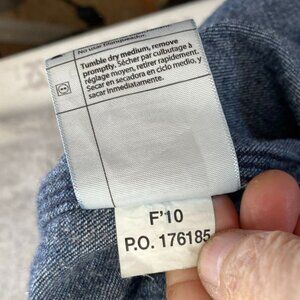 No usar blanqueador.
Tumble dry medium, remove
promptly. Sécher par culbutage à
réglage moyen, retirer rapidement.
Secar en secadora en ciclo medio, y
sacar inmediatamente.
F'10
P.O. 176185